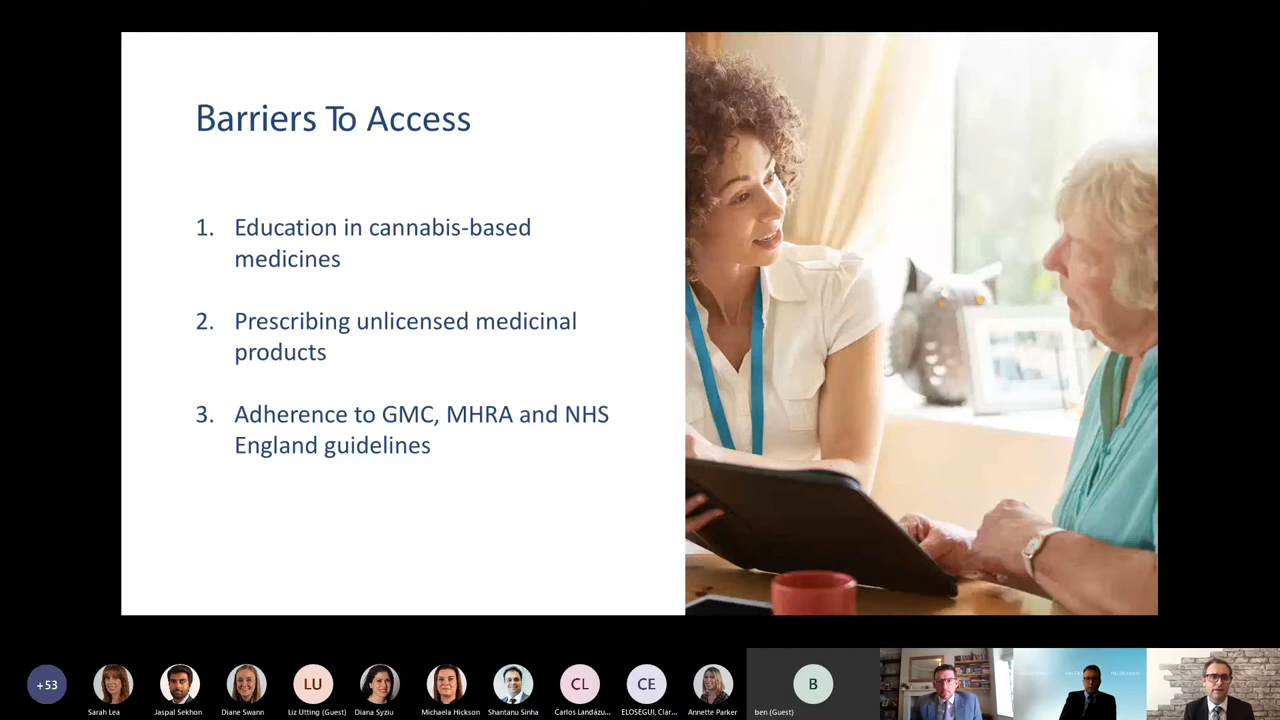 Barriers To Access
1. Education in cannabis-based
medicines
2. Prescribing unlicensed medicinal
products
3. Adherence to GMC, MHRA and NHS
England guidelines
+53
LU
CL
CE
B
Sarah Lea
Jaspal Sekhon
Diane Swann
Liz Utting (Guest)
Diana Syziu
Michaela Hickson
Shantanu Sinha
Carlos Landázu...
ELOSEGUI, Clar...
Annette Parker
ben (Guest)